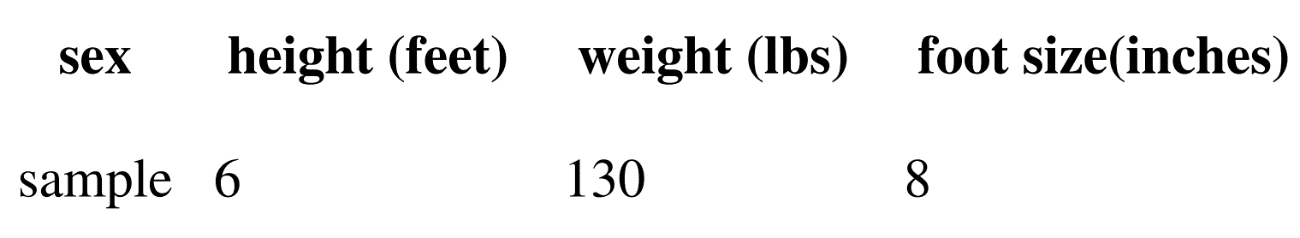 sex height (feet) weight (lbs) foot size(inches)
sample 6 130 8